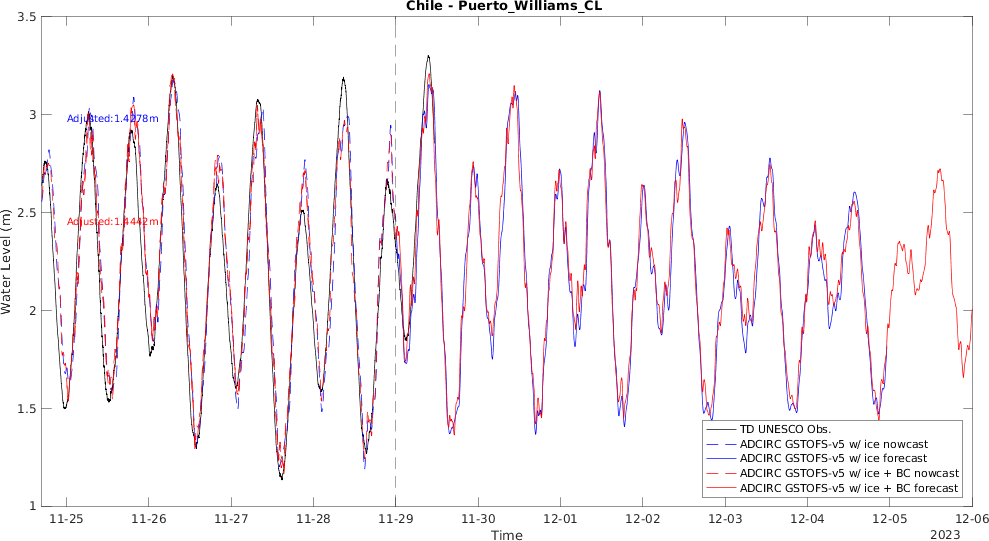 Chile - Puerto_Williams_CL
3.5
3
2.5
2
1.5
1
Water Level (m)
Adjusted:1.4278m
Adjusted:1.4442m
TD UNESCO Obs.
ADCIRC GSTOFS-v5 w/ ice nowcast
ADCIRC GSTOFS-v5 w/ ice forecast
ADCIRC GSTOFS-v5 w/ ice + BC nowcast
ADCIRC GSTOFS-v5 w/ ice + BC forecast
11-25 11-26 11-27 11-28 11-29 11-30 12-01 12-02 12-03 12-04 12-05 12-06
Time
2023